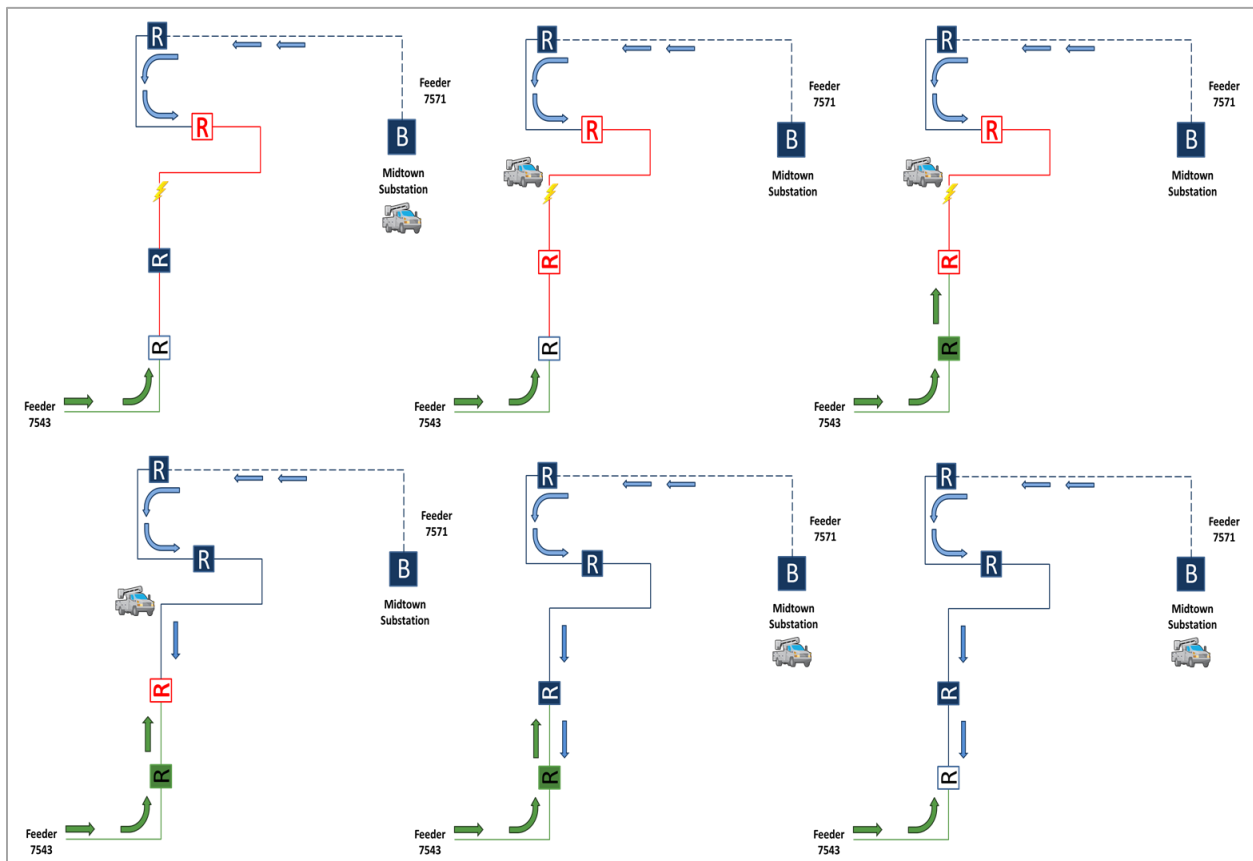 R
Feeder
7571
R
B
Midtown
Substation
R
R
Feeder
7543
R
Feeder
7571
R
B
Midtown
Substation
R
R
Feeder
7543
R
Feeder
7571
R
B
Midtown
Substation
R
R
Feeder
7543
R
Feeder
7571
R
B
Midtown
Substation
R
R
Feeder
7543
R
Feeder
7571
R
B
Midtown
Substation
R
R
Feeder
7543
R
Feeder
7571
R
B
Midtown
Substation
R
R
Feeder
7543